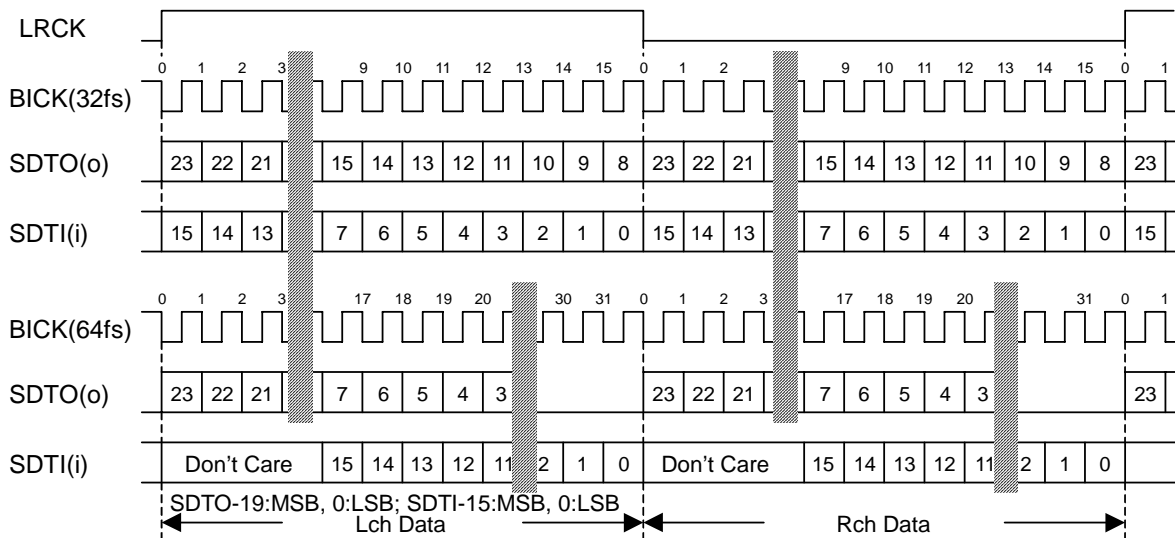 LRCK
0 1 2 3 9 10 11 12 13 14 15 0 1 2 9 10 11 12 13 14 15 0 1
BICK(32fs)
SDTO(o) 23 22 21 15 14 13 12 11 10 9 8 23 22 21 15 14 13 12 11 10 9 8 23
SDTI(i) 15 14 13 7 6 5 4 3 2 1 0 15 14 13 7 6 5 4 3 2 1 0 15
0 1 2 3 17 18 19 20 30 31 0 1 2 3 17 18 19 20 31 0 1
BICK(64fs)
SDTO(o) 23 22 21 7 6 5 4 3 23 22 21 7 6 5 4 3 23
SDTI(i) Don't Care 15 14 13 12 11 2 1 0 Don't Care 15 14 13 12 11 2 1 0
SDTO-19:MSB, 0:LSB; SDTI-15:MSB, 0:LSB
Lch Data Rch Data